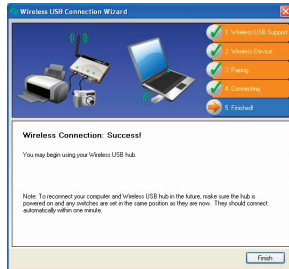 Wireless USB Connection Wizard
1. Wireless USB Support
2. Wireless Device
3. Pairing
4. Connecting
5. Finished!
Wireless Connection: Success!
You may begin using your Wireless USB hub.
Note: To reconnect your computer and Wireless USB hub in the future, make sure the hub is
powered on and any switches are set in the same position as they are now. They should connect
automatically within one minute.
Finish